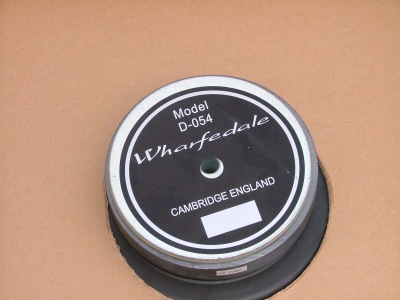 Model
D-054
Wharfedale
CAMBRIDGE ENGLAND